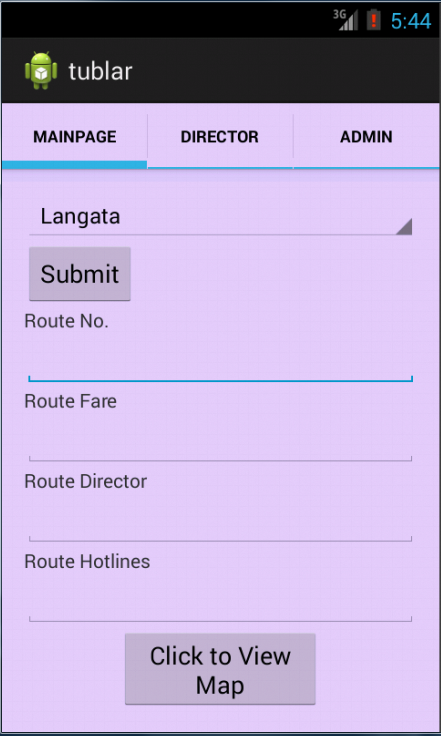 3G 5:44
tublar
MAINPAGE DIRECTOR ADMIN
Langata
Submit
Route No.
Route Fare
Route Director
Route Hotlines
Click to View
Map